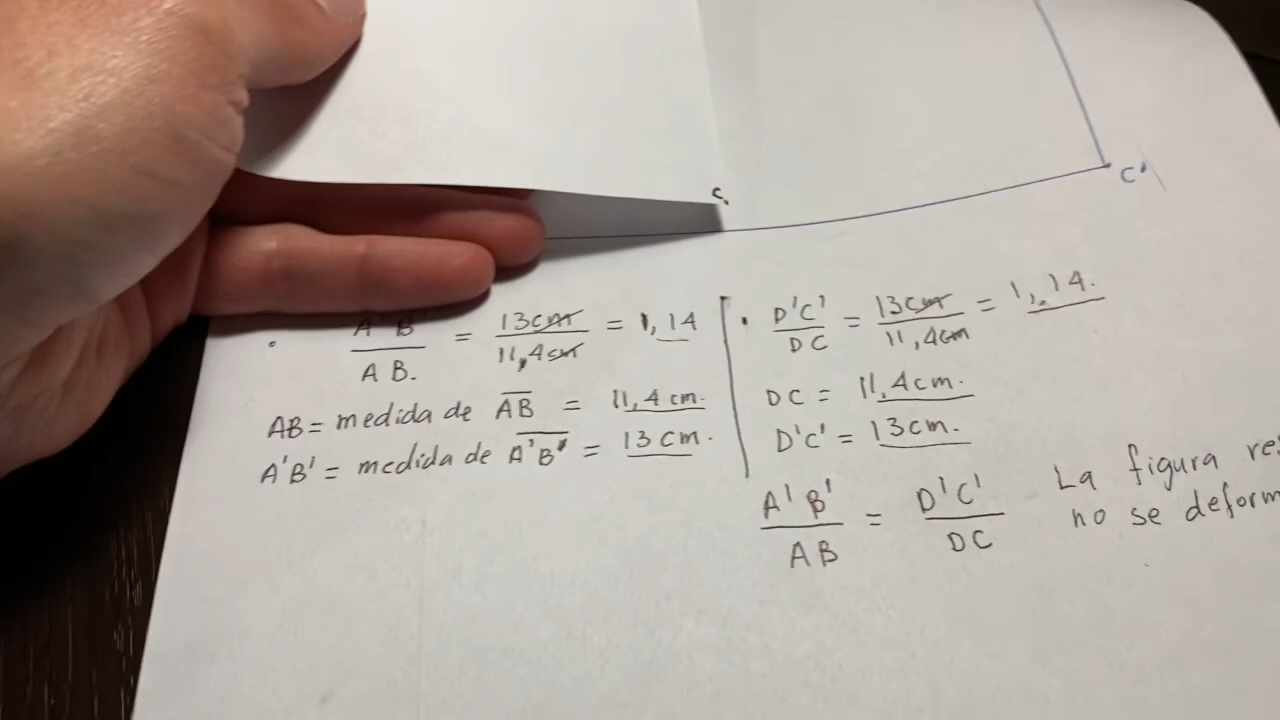 C
C'
• A'B' / AB. = 13cm / 11,4cm = 1,14
AB = medida de AB = 11,4 cm.
A'B' = medida de A'B' = 13 cm.
• D'C' / DC = 13cm / 11,4cm = 1,14.
DC = 11,4cm.
D'C' = 13cm.
A'B' / AB = D'C' / DC
La figura
no se